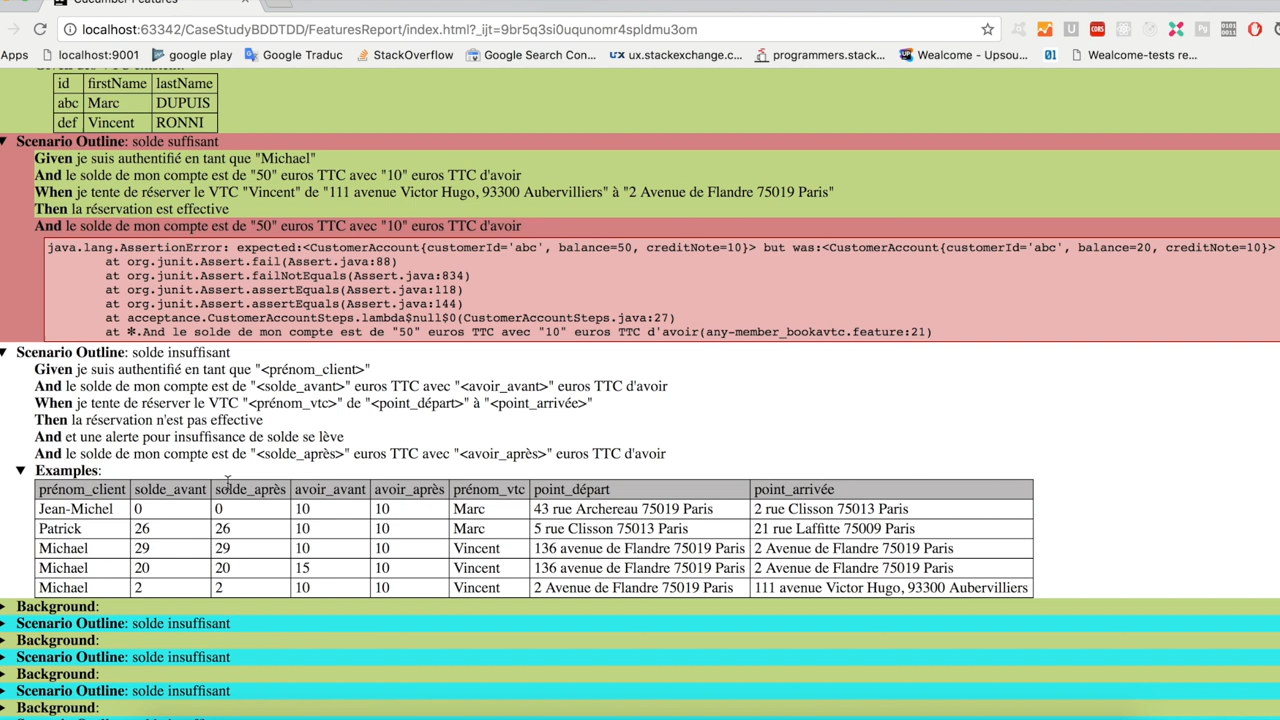 Cucumber Features
localhost:63342/CaseStudyBDDTDD/FeaturesReport/index.html?_ijt=9br5q3si0uqunomr4spldmu3om
Apps localhost:9001 google play Google Traduc StackOverflow Google Search Con... ux.stackexchange.c... programmers.stack... Wealcome - Upsou... Wealcome-tests re...
id firstName lastName
abc Marc DUPUIS
def Vincent RONNI
Scenario Outline: solde suffisant
Given je suis authentifié en tant que "Michael"
And le solde de mon compte est de "50" euros TTC avec "10" euros TTC d'avoir
When je tente de réserver le VTC "Vincent" de "111 avenue Victor Hugo, 93300 Aubervilliers" à "2 Avenue de Flandre 75019 Paris"
Then la réservation est effective
And le solde de mon compte est de "50" euros TTC avec "10" euros TTC d'avoir
java.lang.AssertionError: expected:<CustomerAccount{customerId='abc', balance=50, creditNote=10}> but was:<CustomerAccount{customerId='abc', balance=20, creditNote=10}>
at org.junit.Assert.fail(Assert.java:88)
at org.junit.Assert.failNotEquals(Assert.java:834)
at org.junit.Assert.assertEquals(Assert.java:118)
at org.junit.Assert.assertEquals(Assert.java:144)
at acceptance.CustomerAccountSteps.lambda$null$0(CustomerAccountSteps.java:27)
at ✻.And le solde de mon compte est de "50" euros TTC avec "10" euros TTC d'avoir(any-member_bookavtc.feature:21)
Scenario Outline: solde insuffisant
Given je suis authentifié en tant que "<prénom_client>"
And le solde de mon compte est de "<solde_avant>" euros TTC avec "<avoir_avant>" euros TTC d'avoir
When je tente de réserver le VTC "<prénom_vtc>" de "<point_départ>" à "<point_arrivée>"
Then la réservation n'est pas effective
And et une alerte pour insuffisance de solde se lève
And le solde de mon compte est de "<solde_après>" euros TTC avec "<avoir_après>" euros TTC d'avoir
Examples:
prénom_client solde_avant solde_après avoir_avant avoir_après prénom_vtc point_départ point_arrivée
Jean-Michel 0 0 10 10 Marc 43 rue Archereau 75019 Paris 2 rue Clisson 75013 Paris
Patrick 26 26 10 10 Marc 5 rue Clisson 75013 Paris 21 rue Laffitte 75009 Paris
Michael 29 29 10 10 Vincent 136 avenue de Flandre 75019 Paris 2 Avenue de Flandre 75019 Paris
Michael 20 20 15 10 Vincent 136 avenue de Flandre 75019 Paris 2 Avenue de Flandre 75019 Paris
Michael 2 2 10 10 Vincent 2 Avenue de Flandre 75019 Paris 111 avenue Victor Hugo, 93300 Aubervilliers
Background:
Scenario Outline: solde insuffisant
Background:
Scenario Outline: solde insuffisant
Background:
Scenario Outline: solde insuffisant
Background: